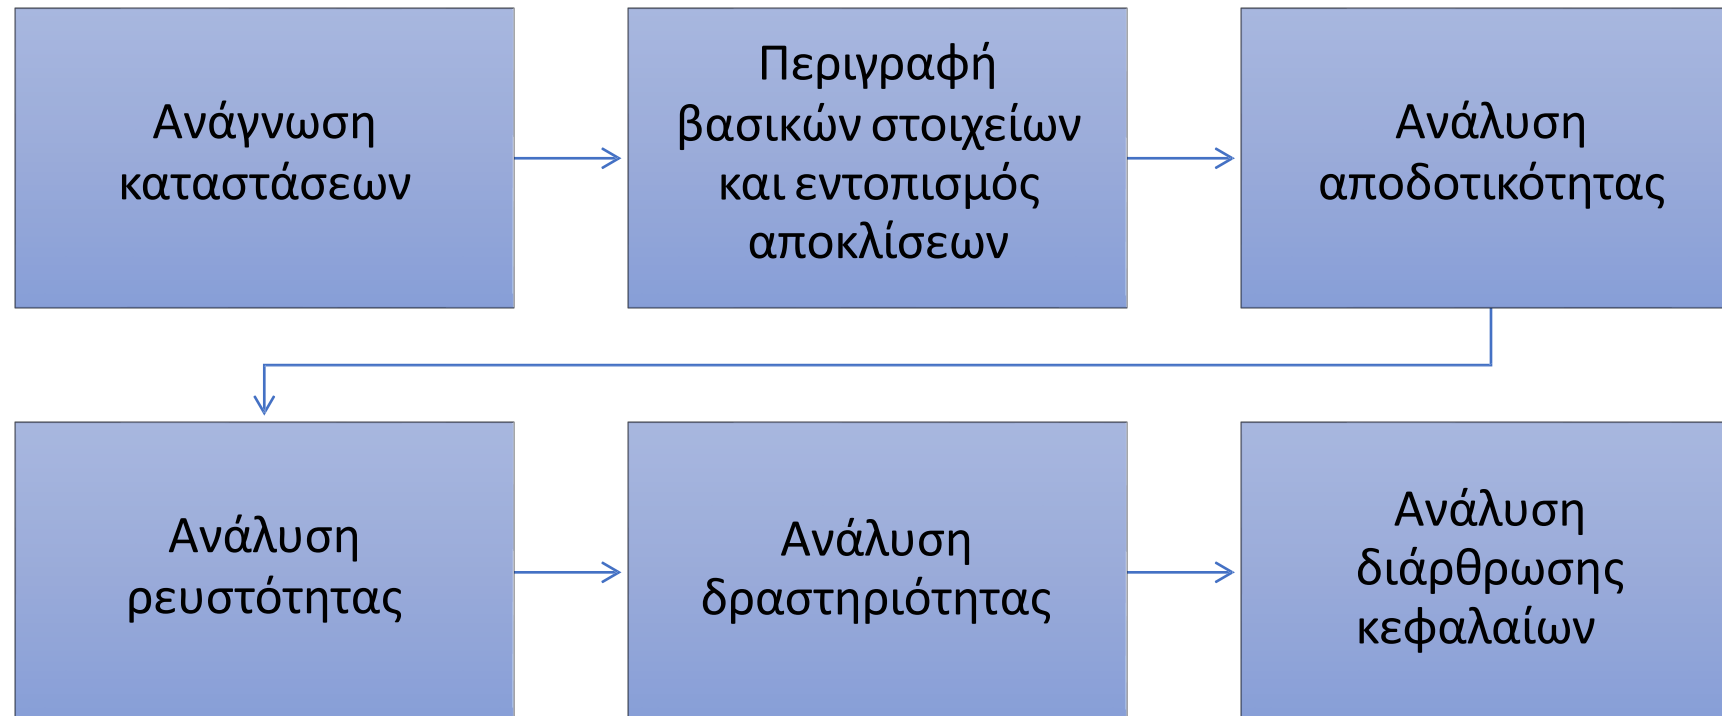 Ανάγνωση
καταστάσεων
Περιγραφή
βασικών στοιχείων
και εντοπισμός
αποκλίσεων
Ανάλυση
αποδοτικότητας
Ανάλυση
ρευστότητας
Ανάλυση
δραστηριότητας
Ανάλυση
διάρθρωσης
κεφαλαίων